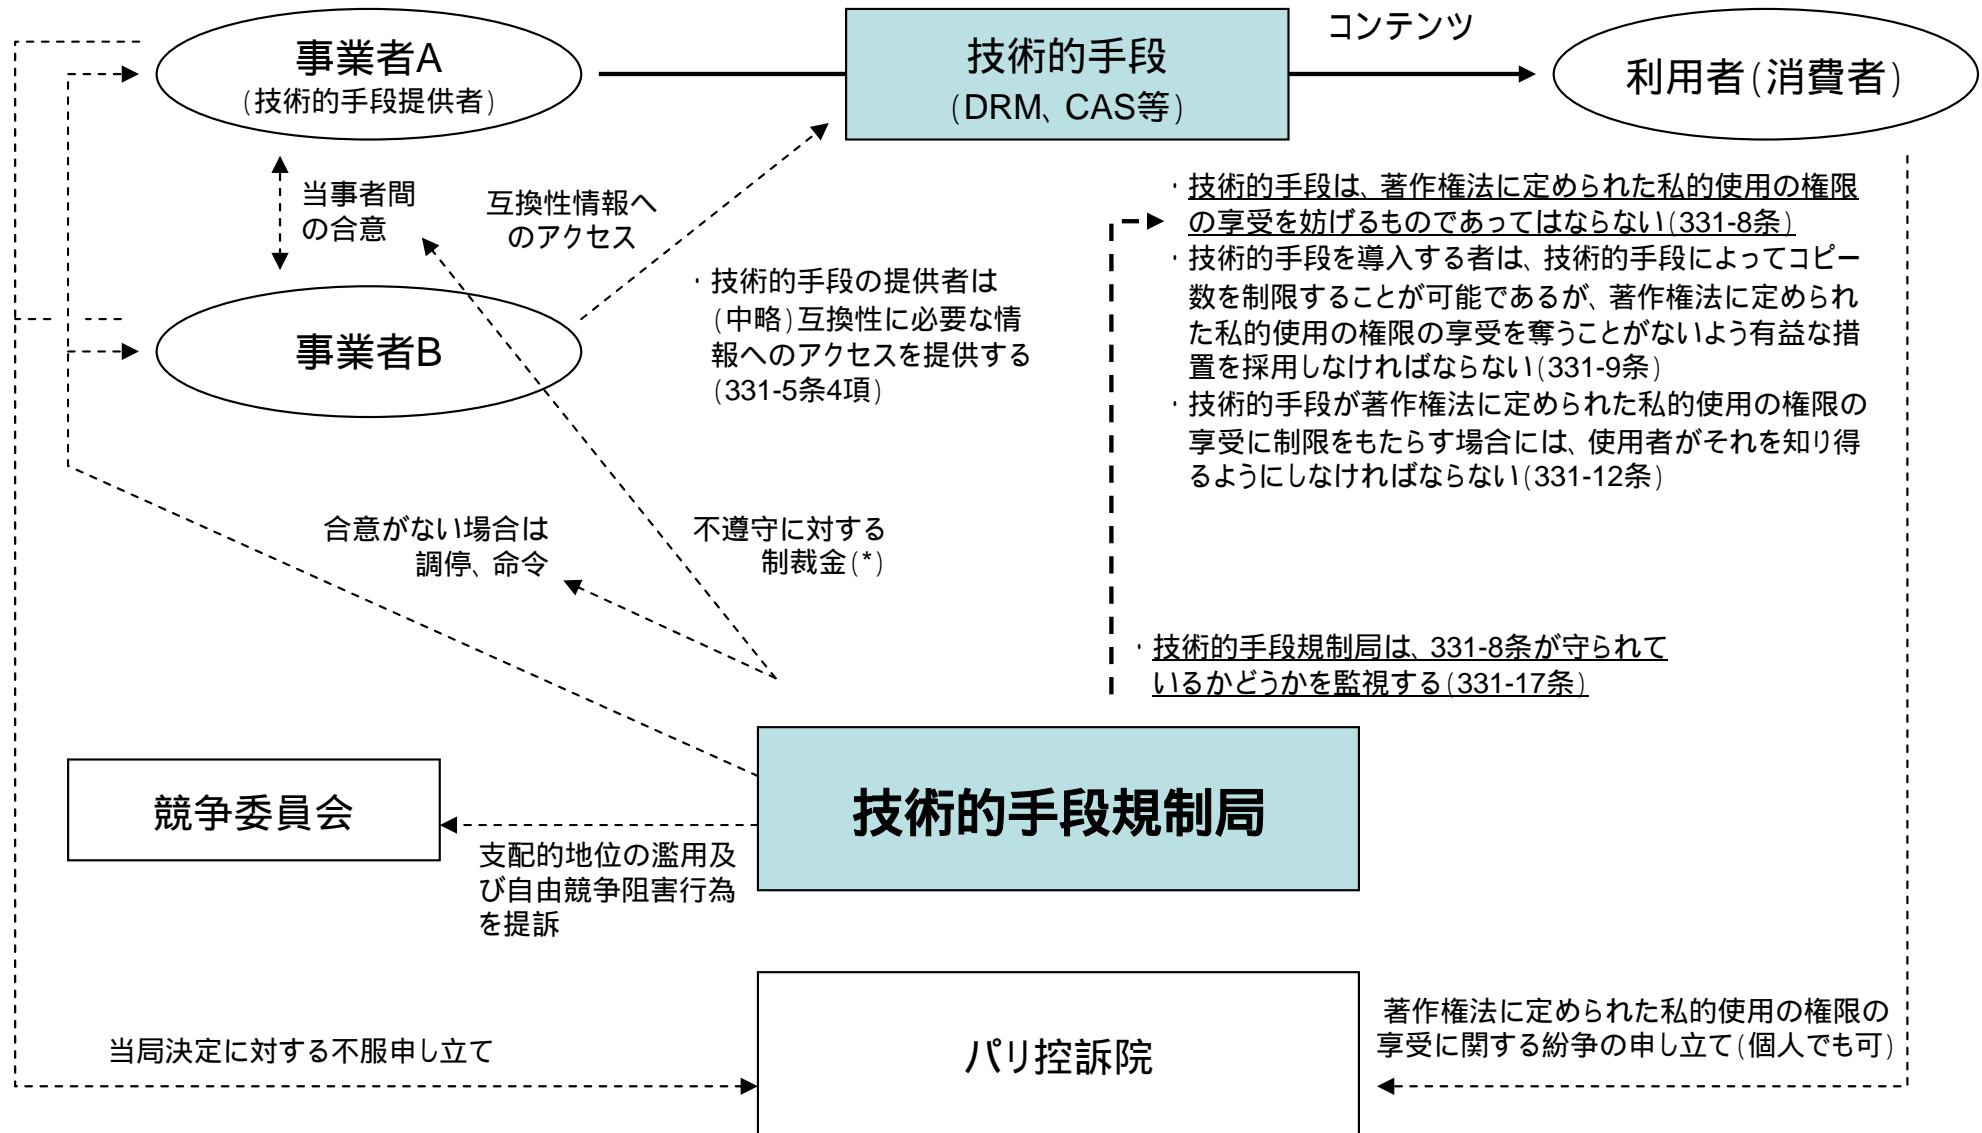 事業者A
(技術的手段提供者)
技術的手段
(DRM、CAS等)
コンテンツ
利用者(消費者)
当事者間
の合意
互換性情報へ
のアクセス
事業者B
・技術的手段の提供者は
(中略)互換性に必要な情
報へのアクセスを提供する
(331-5条4項)
・技術的手段は、著作権法に定められた私的使用の権限
の享受を妨げるものであってはならない(331-8条)
・技術的手段を導入する者は、技術的手段によってコピー
数を制限することが可能であるが、著作権法に定められ
た私的使用の権限の享受を奪うことがないよう有益な措
置を採用しなければならない(331-9条)
・技術的手段が著作権法に定められた私的使用の権限の
享受に制限をもたらす場合には、使用者がそれを知り得
るようにしなければならない(331-12条)
合意がない場合は
調停、命令
不遵守に対する
制裁金(*)
・技術的手段規制局は、331-8条が守られて
いるかどうかを監視する(331-17条)
技術的手段規制局
競争委員会
支配的地位の濫用及
び自由競争阻害行為
を提訴
当局決定に対する不服申し立て
パリ控訴院
著作権法に定められた私的使用の権限の
享受に関する紛争の申し立て(個人でも可)